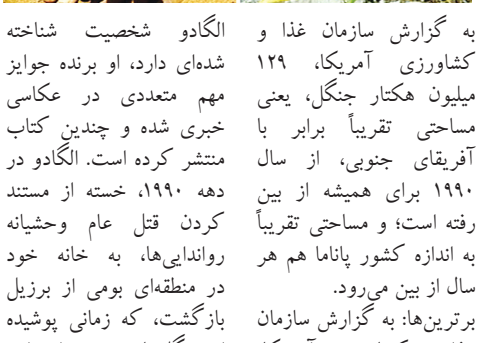 به گزارش سازمان غذا و
کشاورزی آمریکا، ۱۲۹
میلیون هکتار جنگل، یعنی
مساحتی تقریباً برابر با
آفریقای جنوبی، از سال
۱۹۹۰ برای همیشه از بین
رفته است؛ و مساحتی تقریباً
به اندازه کشور پاناما هم هر
سال از بین می‌رود.
برترین‌ها: به گزارش سازمان
الگادو شخصیت شناخته
شده‌ای دارد، او برنده جوایز
مهم متعددی در عکاسی
خبری شده و چندین کتاب
منتشر کرده است. الگادو در
دهه ۱۹۹۰، خسته از مستند
کردن قتل عام وحشیانه
رواندایی‌ها، به خانه خود
در منطقه‌ای بومی از برزیل
بازگشت، که زمانی پوشیده